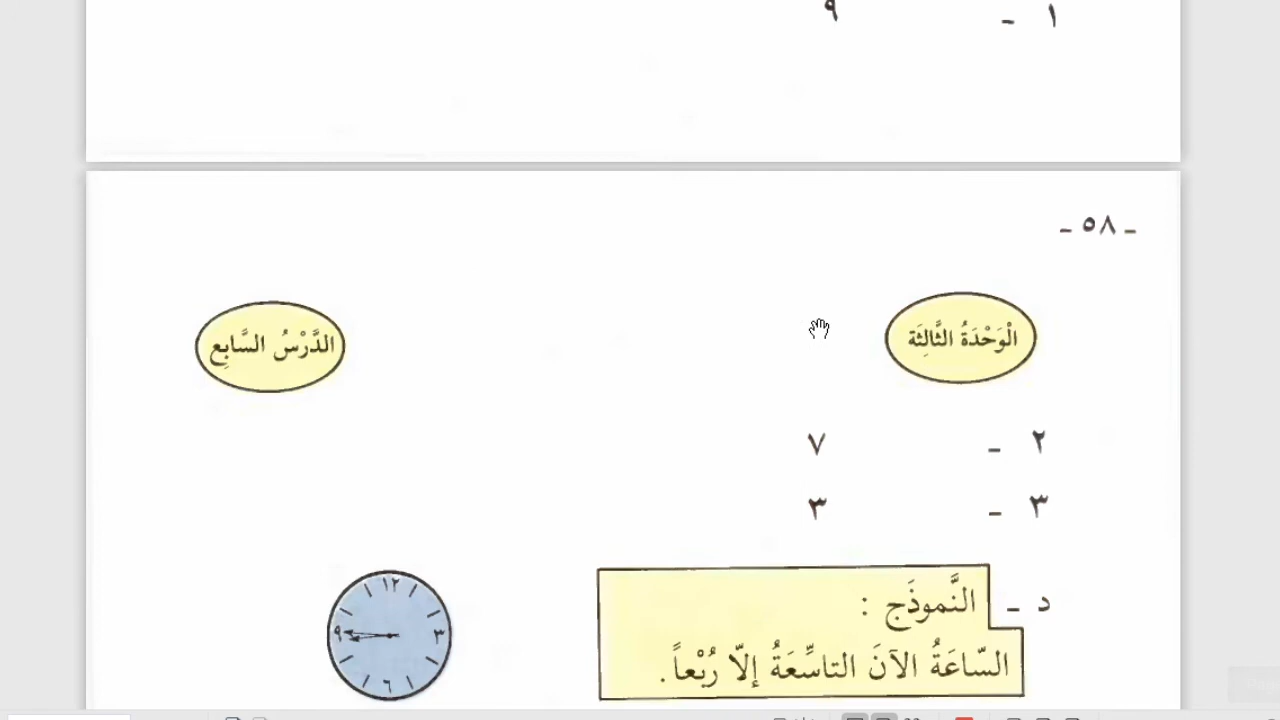 ١ - ٩
- ٥٨ -
الْوَحْدَةُ الثَّالِثَة
الدَّرْسُ السَّابِع
٢ - ٧
٣ - ٣
د - النَّموذَج :
السّاعَةُ الآنَ التاسِّعَةُ إلّا رُبْعاً.
١٢
٩ ٣
٦